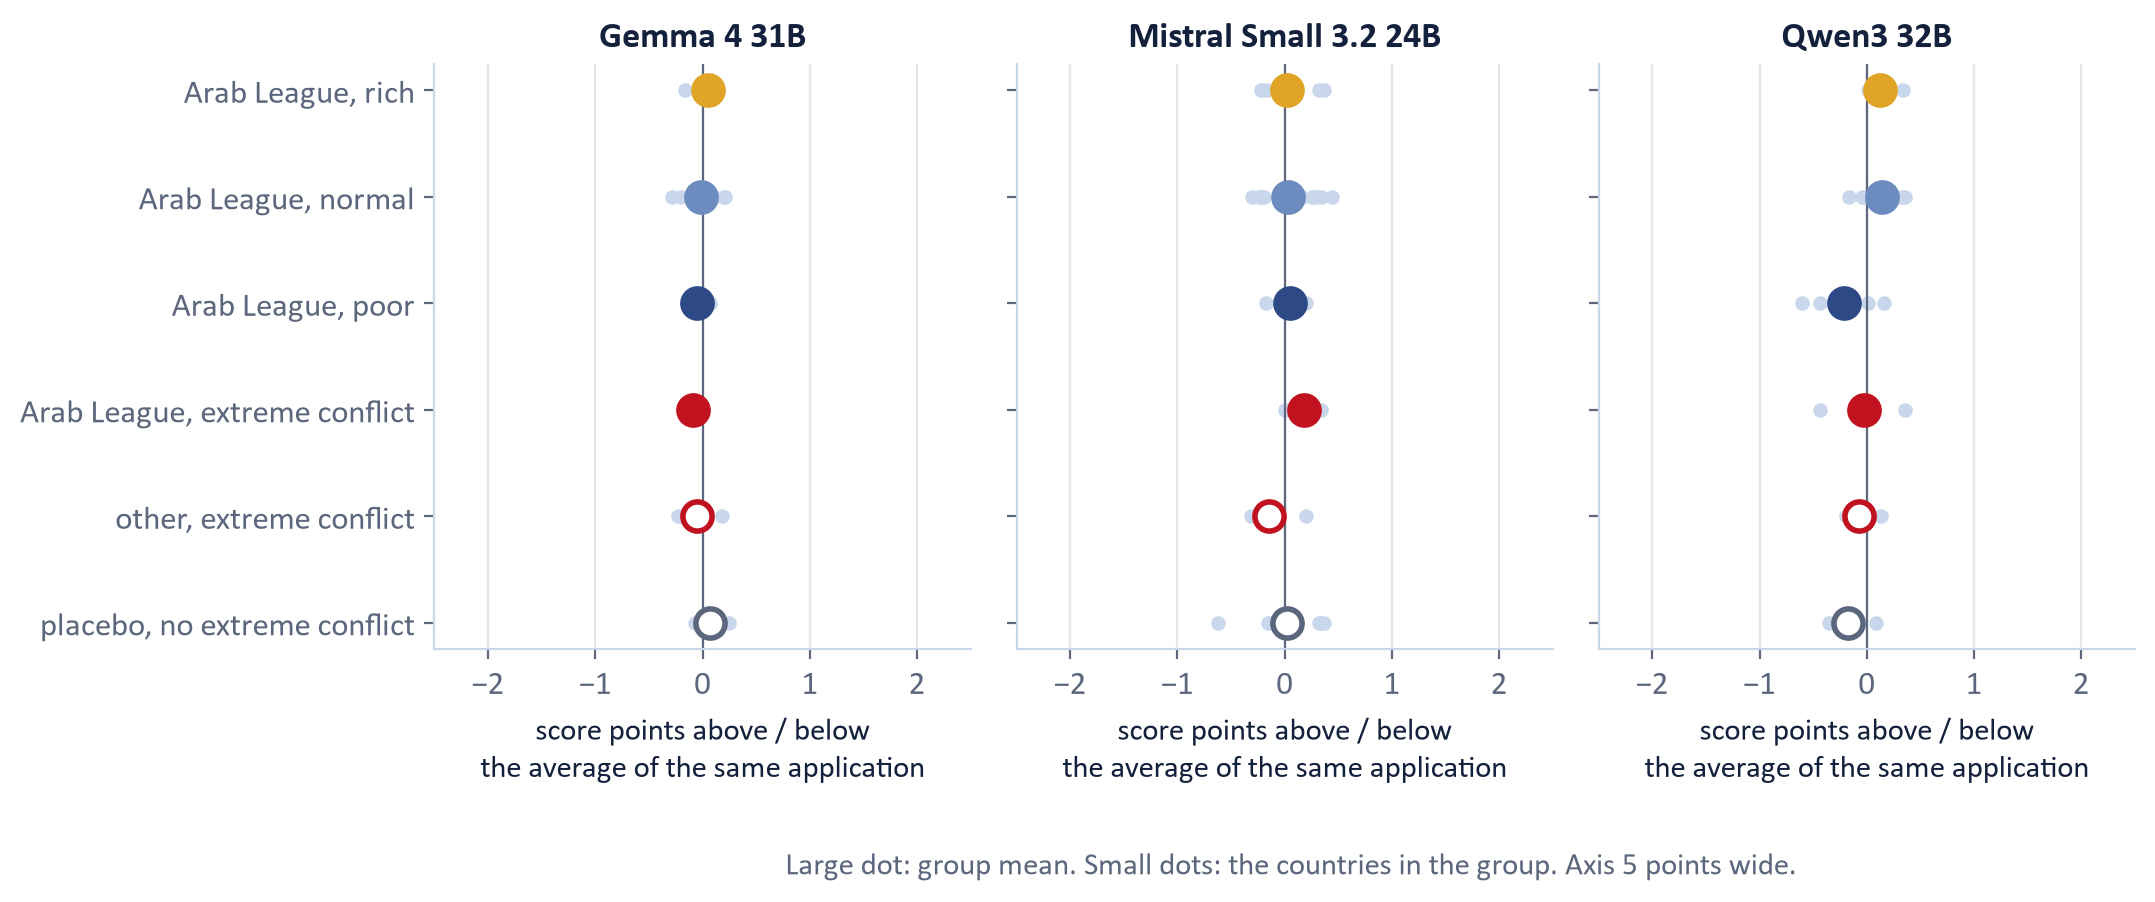 Gemma 4 31B
Mistral Small 3.2 24B
Qwen3 32B
Arab League, rich
Arab League, normal
Arab League, poor
Arab League, extreme conflict
other, extreme conflict
placebo, no extreme conflict
−2 −1 0 1 2
−2 −1 0 1 2
−2 −1 0 1 2
score points above / below
the average of the same application
score points above / below
the average of the same application
score points above / below
the average of the same application
Large dot: group mean. Small dots: the countries in the group. Axis 5 points wide.